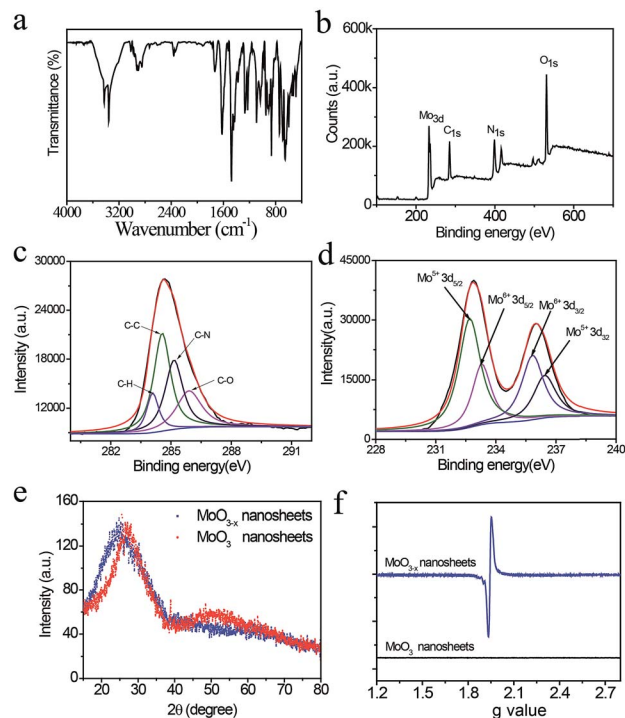 a
Transmittance (%)
4000 3200 2400 1600 800
Wavenumber (cm-1)
b
Counts (a.u.)
600k
400k
200k
0
Mo3d
C1s
N1s
O1s
200 400 600
Binding energy (eV)
c
Intensity (a.u.)
30000
24000
18000
12000
C-C
C-N
C-H
C-O
282 285 288 291
Binding energy(eV)
d
Intensity (a.u.)
45000
30000
15000
0
Mo5+ 3d5/2
Mo6+ 3d5/2
Mo6+ 3d3/2
Mo5+ 3d32
228 231 234 237 240
Binding energy(eV)
e
Intensity (a.u.)
160
120
80
40
0
MoO3-x nanosheets
MoO3 nanosheets
20 30 40 50 60 70 80
2θ (degree)
f
MoO3-x nanosheets
MoO3 nanosheets
1.2 1.5 1.8 2.1 2.4 2.7
g value